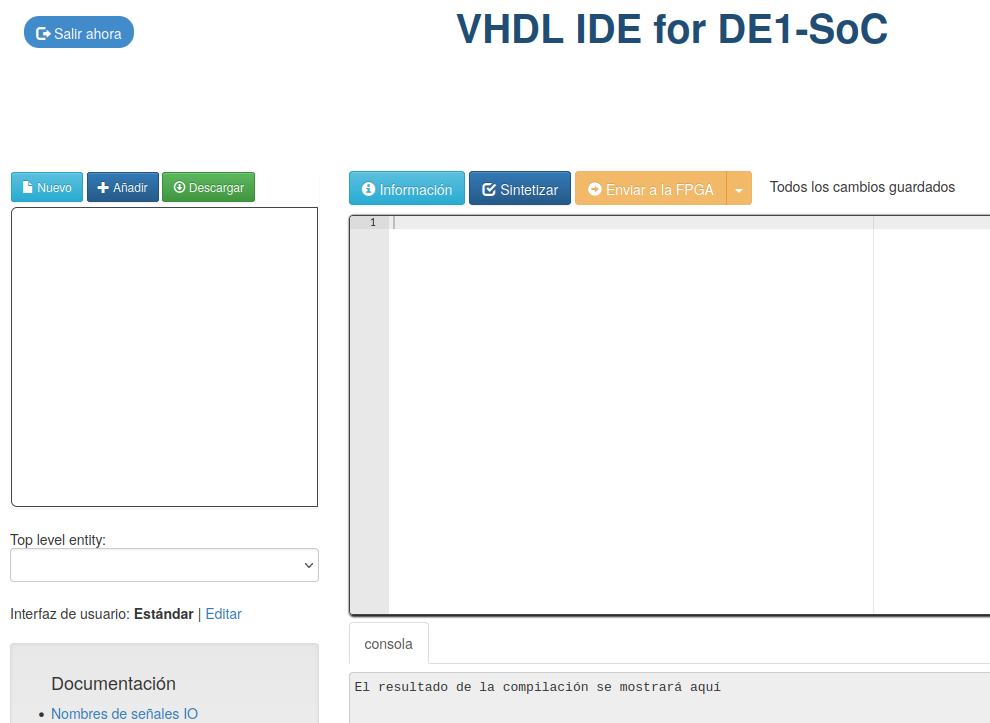 Salir ahora
VHDL IDE for DE1-SoC
Nuevo
Añadir
Descargar
Información
Sintetizar
Enviar a la FPGA
Todos los cambios guardados
1
Top level entity:
Interfaz de usuario: Estándar | Editar
consola
El resultado de la compilación se mostrará aquí
Documentación
• Nombres de señales IO